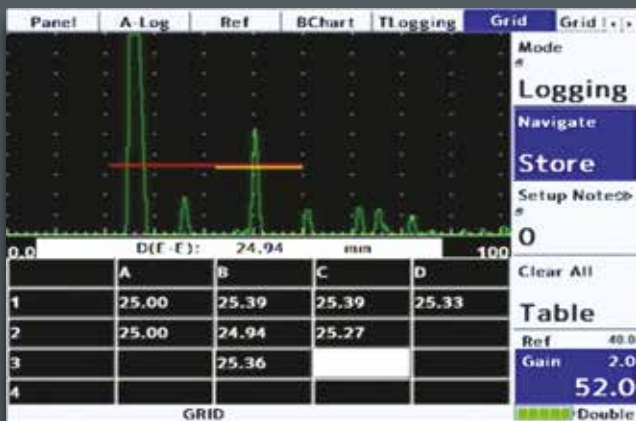 Panel A-Log Ref BChart TLogging Grid Grid
Mode
Logging
Navigate
Store
Setup Notes
0
0.0 D(E-E): 24.94 mm 100
Clear All
Table
A B C D
1 25.00 25.39 25.39 25.33
2 25.00 24.94 25.27
3 25.36
4
Ref 40.0
Gain 2.0
52.0
GRID
Double